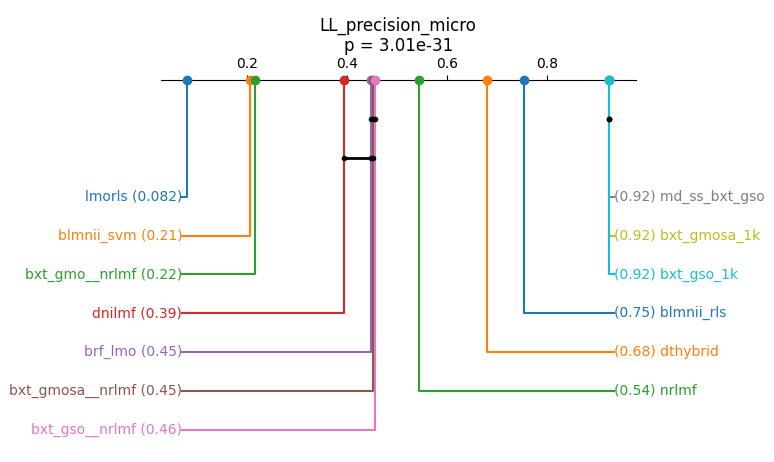 LL_precision_micro
p = 3.01e-31
0.2 0.4 0.6 0.8
lmorls (0.082) (0.92) md_ss_bxt_gso
blmnii_svm (0.21) (0.92) bxt_gmosa_1k
bxt_gmo__nrlmf (0.22) (0.92) bxt_gso_1k
dnilmf (0.39) (0.75) blmnii_rls
brf_lmo (0.45) (0.68) dthybrid
bxt_gmosa__nrlmf (0.45) (0.54) nrlmf
bxt_gso__nrlmf (0.46)